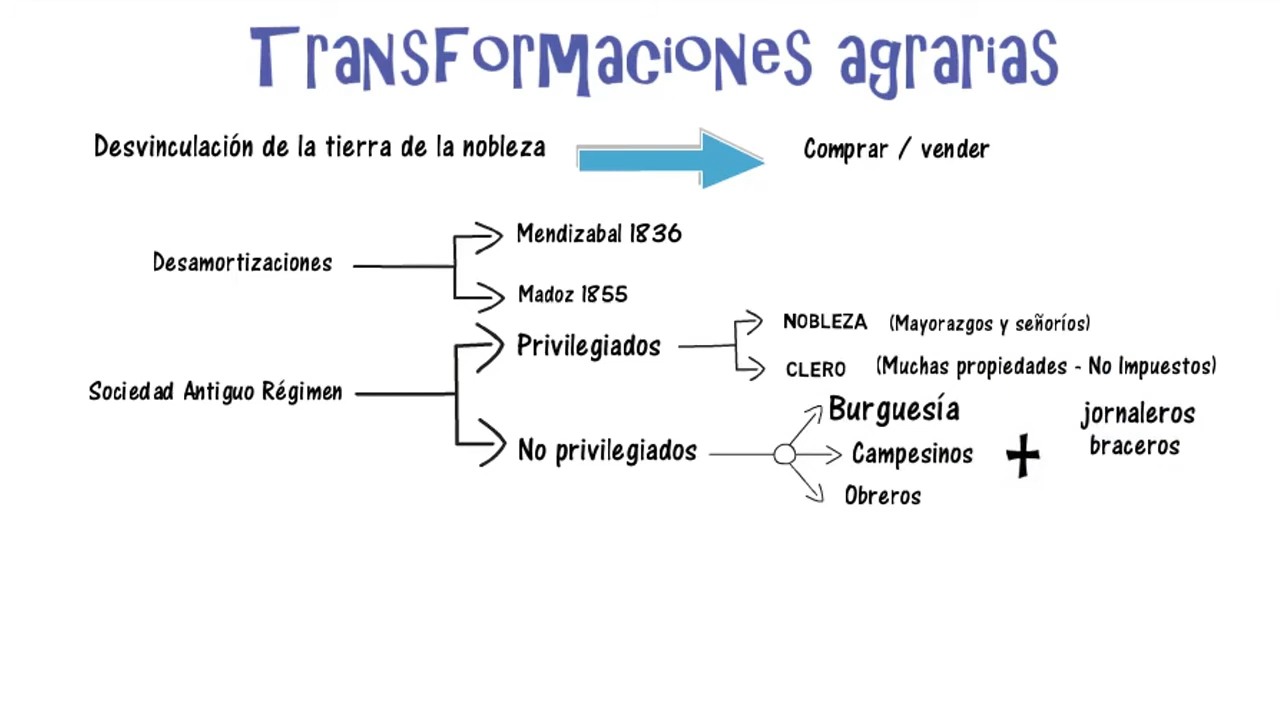 Transformaciones agrarias
Desvinculación de la tierra de la nobleza
Comprar / vender
Desamortizaciones
Mendizabal 1836
Madoz 1855
Sociedad Antiguo Régimen
Privilegiados
NOBLEZA (Mayorazgos y señoríos)
CLERO (Muchas propiedades - No Impuestos)
No privilegiados
Burguesía
Campesinos
Obreros
+
jornaleros
braceros